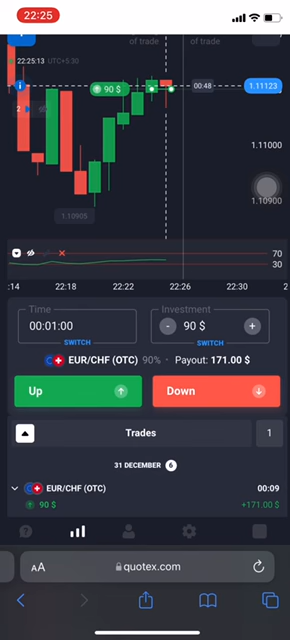 22:25
of trade
of trade
22:25:13 UTC+5:30
90 $
00:48
1.11123
2
1.11000
1.10900
1.10905
70
30
:14 22:18 22:22 22:26 22:30 2
Time
00:01:00
SWITCH
Investment
- 90 $ +
SWITCH
EUR/CHF (OTC) 90% Payout: 171.00 $
Up
Down
Trades
1
31 DECEMBER 6
EUR/CHF (OTC) 00:09
90 $ +171.00 $
AA quotex.com